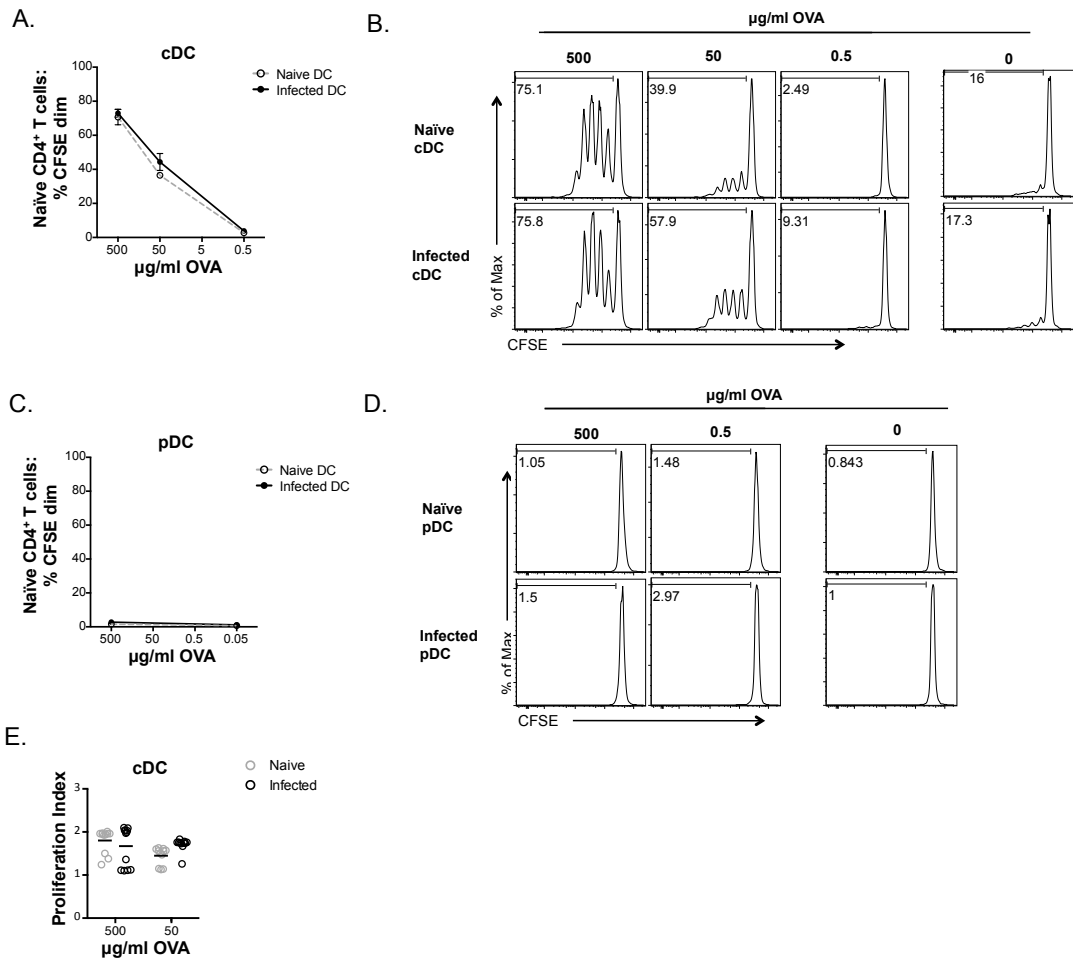 A.
cDC
Naive DC
Infected DC
Naïve CD4+ T cells:
% CFSE dim
100
80
60
40
20
0
500 50 5 0.5
µg/ml OVA
B.
µg/ml OVA
500 50 0.5 0
Naïve
cDC
75.1 39.9 2.49 16
Infected
cDC
75.8 57.9 9.31 17.3
% of Max
CFSE
C.
pDC
Naive DC
Infected DC
Naïve CD4+ T cells:
% CFSE dim
100
80
60
40
20
0
500 50 0.5 0.05
µg/ml OVA
D.
µg/ml OVA
500 0.5 0
Naïve
pDC
1.05 1.48 0.843
Infected
pDC
1.5 2.97 1
% of Max
CFSE
E.
cDC
Naive
Infected
Proliferation Index
3
2
1
0
500 50
µg/ml OVA